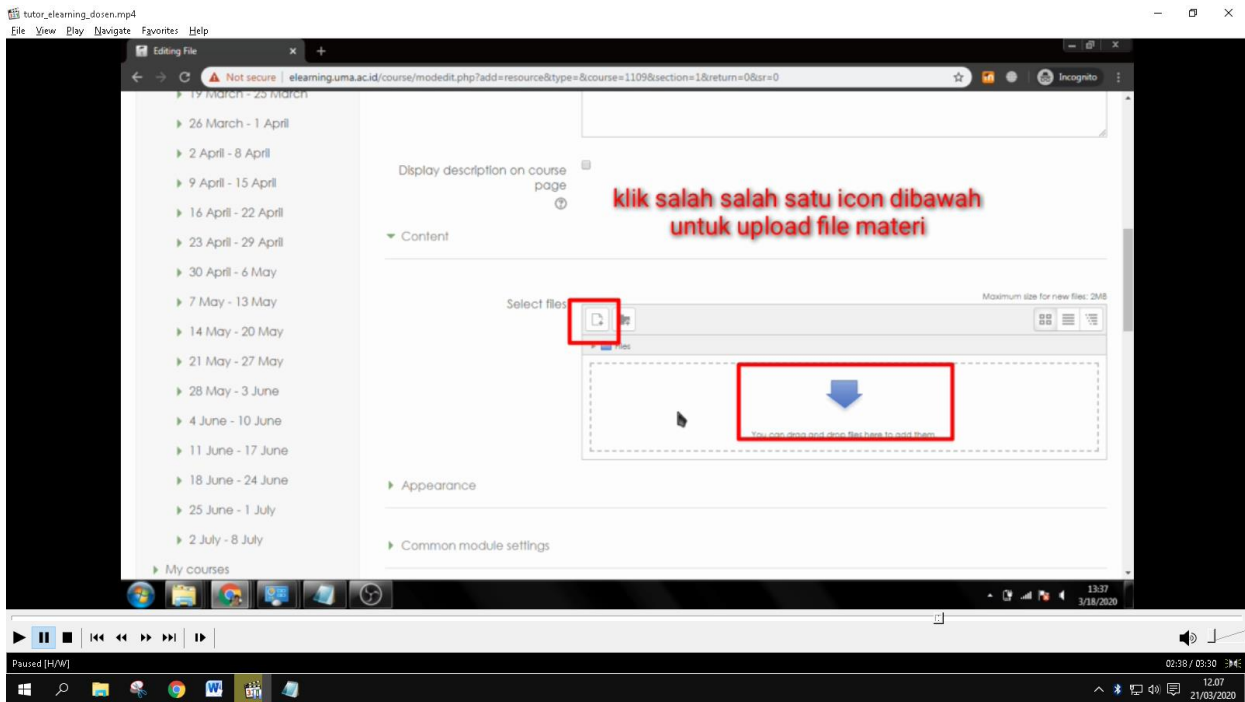 tutor_elearning_dosen.mp4
File View Play Navigate Favorites Help
Editing File
Not secure | elearning.uma.ac.id/course/modedit.php?add=resource&type=&course=1109&section=1&return=0&sr=0
Incognito
19 March - 25 March
26 March - 1 April
2 April - 8 April
9 April - 15 April
16 April - 22 April
23 April - 29 April
30 April - 6 May
7 May - 13 May
14 May - 20 May
21 May - 27 May
28 May - 3 June
4 June - 10 June
11 June - 17 June
18 June - 24 June
25 June - 1 July
2 July - 8 July
My courses
Display description on course
page
klik salah salah satu icon dibawah
untuk upload file materi
Content
Select files
Maximum size for new files: 2MB
Files
You can drag and drop files here to add them.
Appearance
Common module settings
13:37
3/18/2020
Paused [H/W]
02:38 / 03:30
12.07
21/03/2020